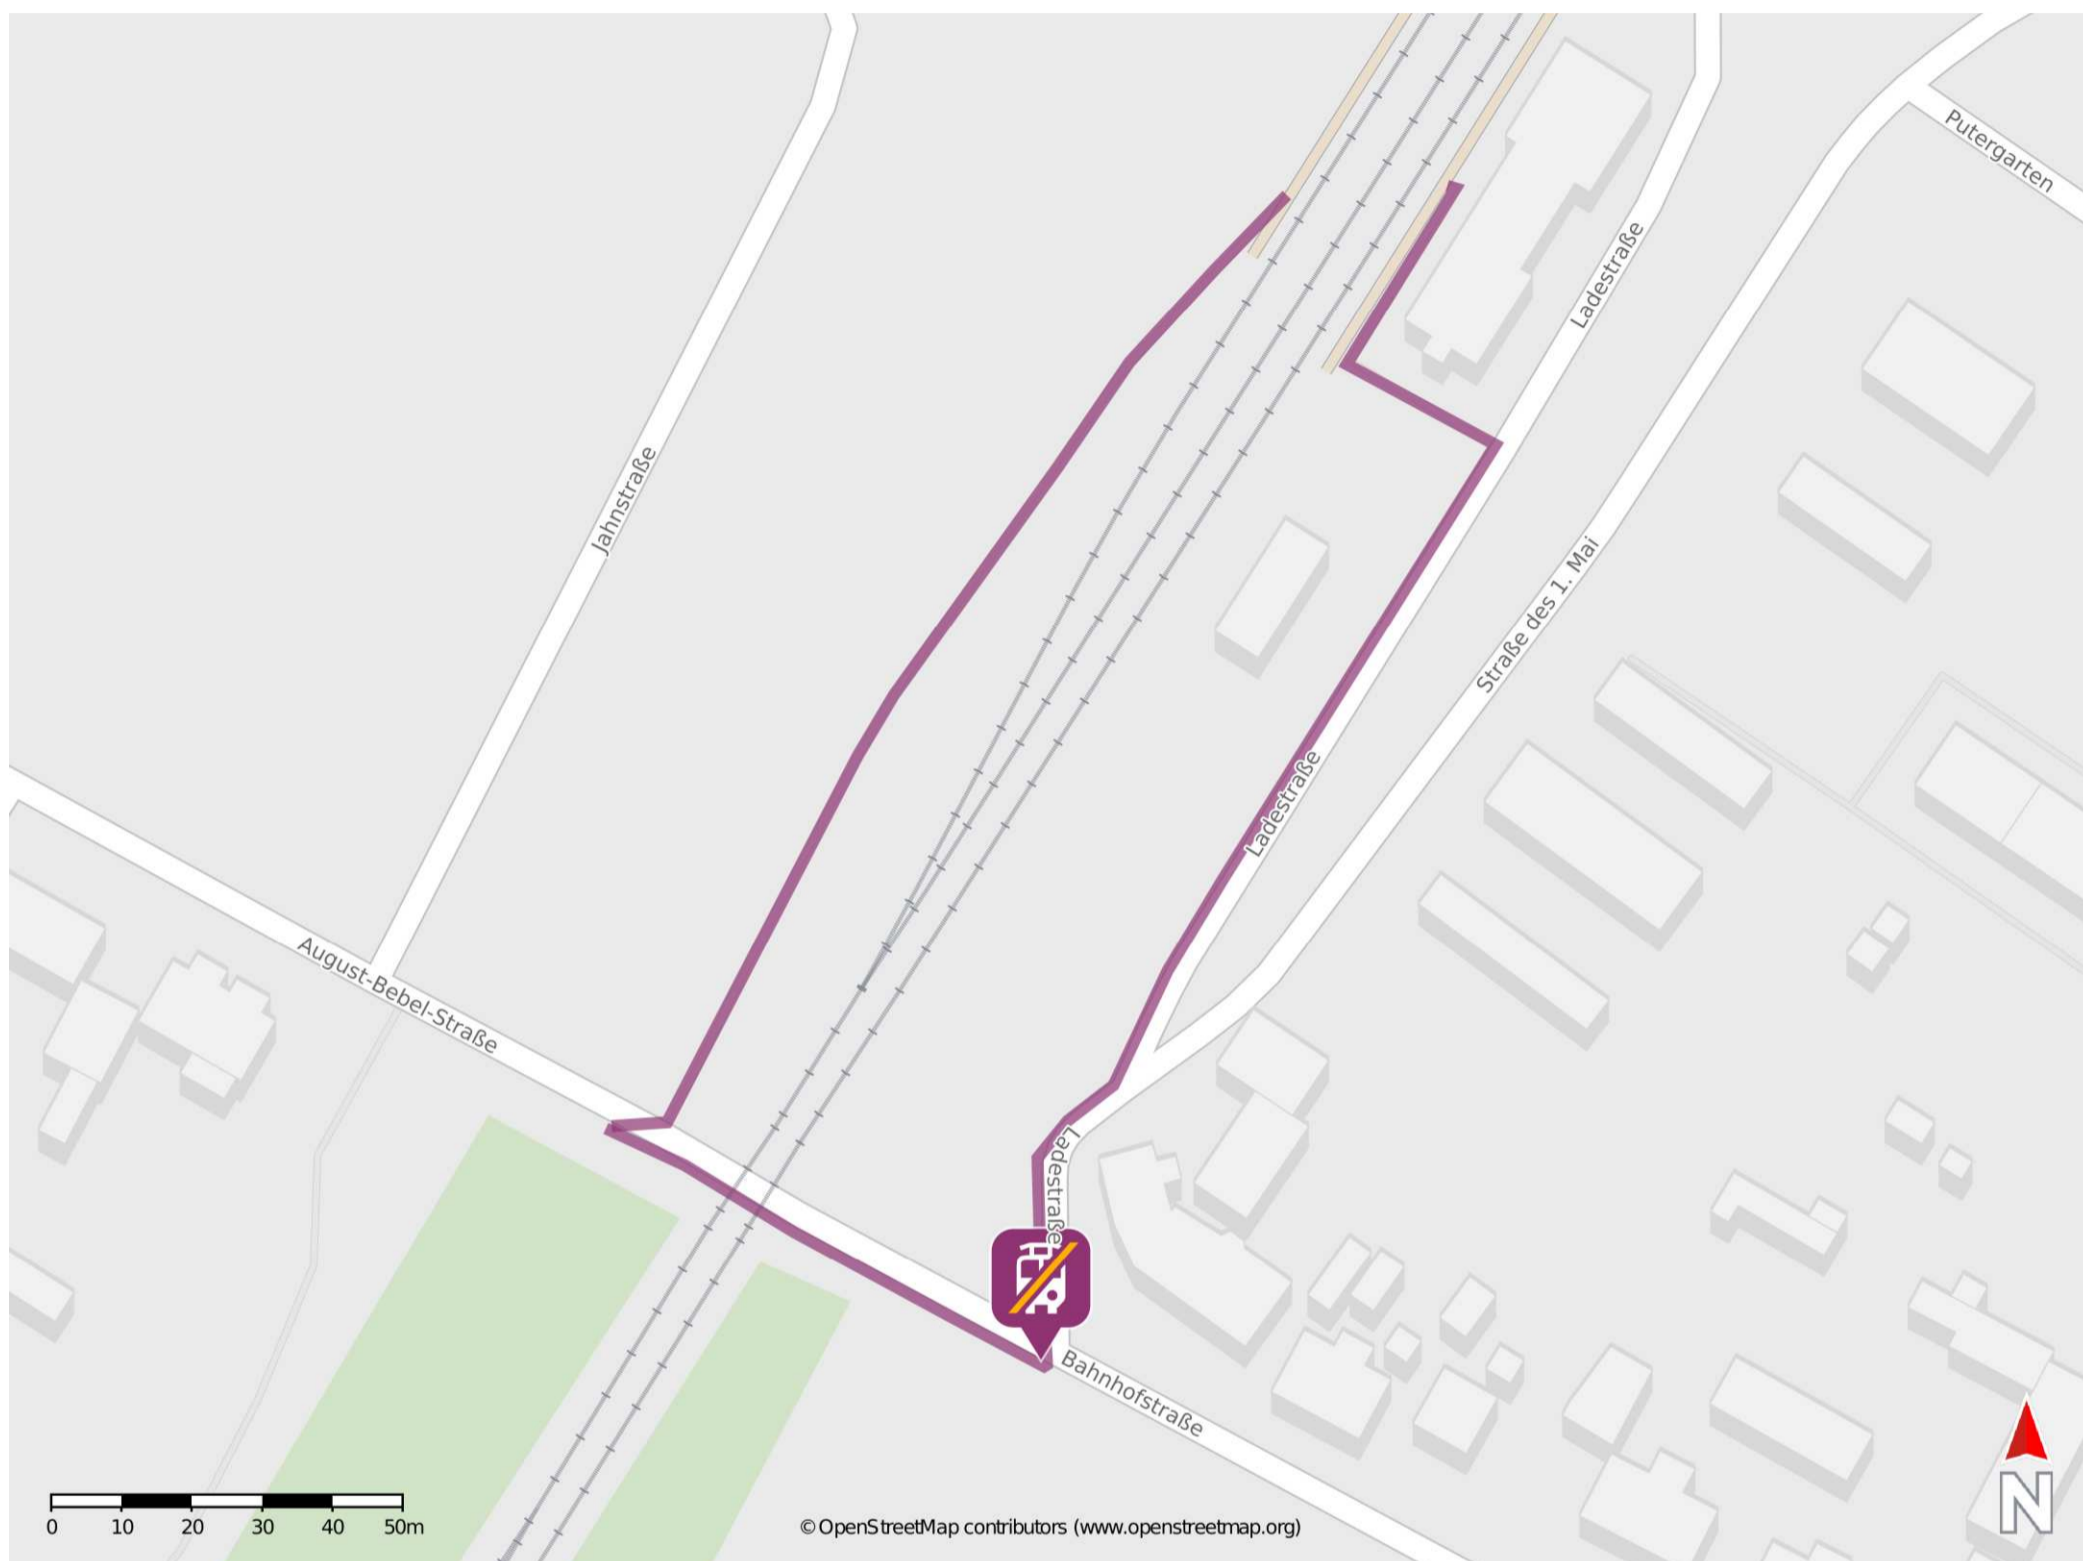 Putergarten
Ladestraße
Jahnstraße
Straße des 1. Mai
Ladestraße
August-Bebel-Straße
Ladestraße
Bahnhofstraße
0 10 20 30 40 50m
© OpenStreetMap contributors (www.openstreetmap.org)
N